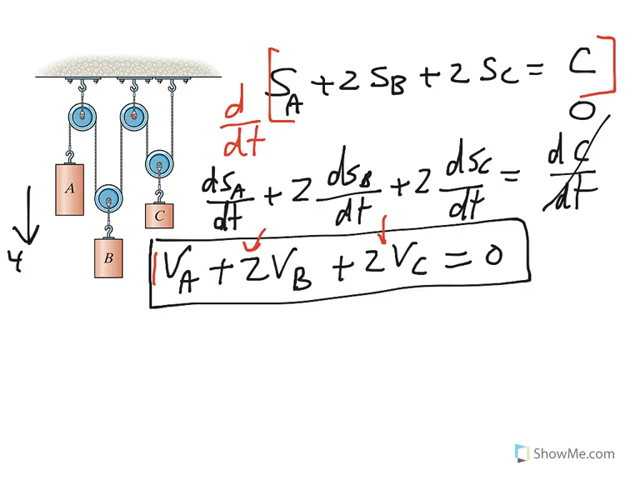 S_A + 2 S_B + 2 S_C = C
d/dt
0
dS_A/dt + 2 dS_B/dt + 2 dS_C/dt = dC/dt
A
C
B
V_A + 2V_B + 2V_C = 0
ShowMe.com